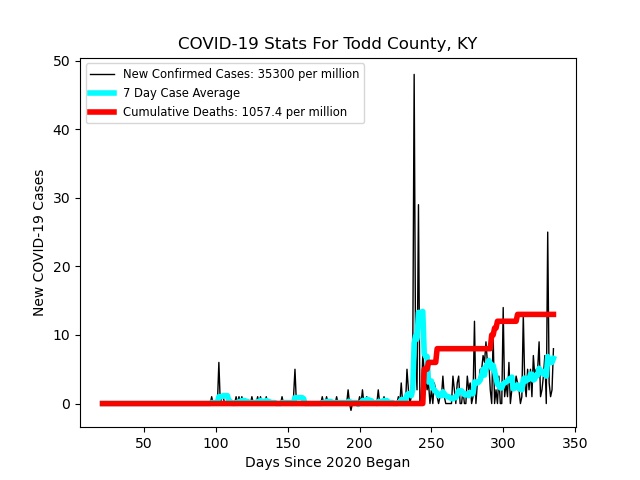 COVID-19 Stats For Todd County, KY
New Confirmed Cases: 35300 per million
7 Day Case Average
Cumulative Deaths: 1057.4 per million
New COVID-19 Cases
50
40
30
20
10
0
50 100 150 200 250 300 350
Days Since 2020 Began